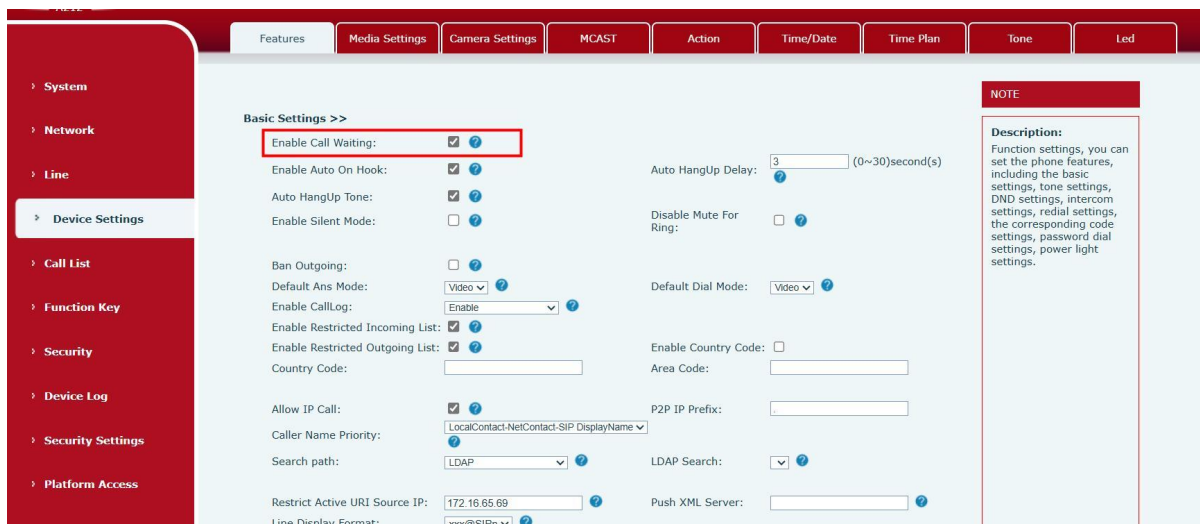 Features Media Settings Camera Settings MCAST Action Time/Date Time Plan Tone Led
System
Network
Line
Device Settings
Call List
Function Key
Security
Device Log
Security Settings
Platform Access
Basic Settings >>
Enable Call Waiting:
Enable Auto On Hook: Auto HangUp Delay: 3 (0~30)second(s)
Auto HangUp Tone:
Enable Silent Mode: Disable Mute For
Ring:
Ban Outgoing:
Default Ans Mode: Video Default Dial Mode: Video
Enable CallLog: Enable
Enable Restricted Incoming List:
Enable Restricted Outgoing List: Enable Country Code:
Country Code: Area Code:
Allow IP Call: P2P IP Prefix: .
Caller Name Priority: LocalContact-NetContact-SIP DisplayName
Search path: LDAP LDAP Search:
Restrict Active URI Source IP: 172.16.65.69 Push XML Server:
Line Display Format: xxx@SIPn
NOTE
Description:
Function settings, you can
set the phone features,
including the basic
settings, tone settings,
DND settings, intercom
settings, redial settings,
the corresponding code
settings, password dial
settings, power light
settings.